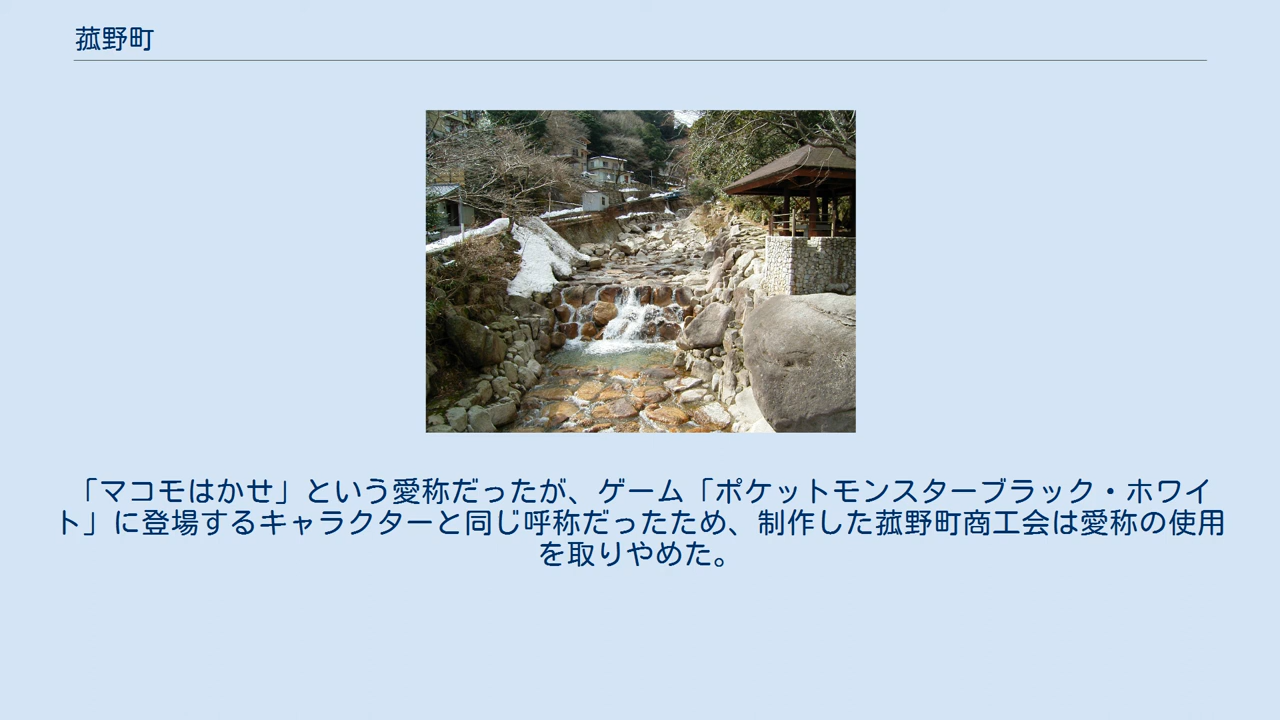 菰野町
「マコモはかせ」という愛称だったが、ゲーム「ポケットモンスターブラック・ホワイ
ト」に登場するキャラクターと同じ呼称だったため、制作した菰野町商工会は愛称の使用
を取りやめた。